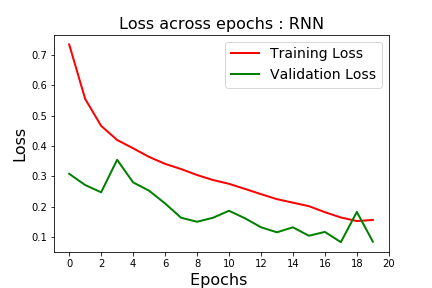 Loss across epochs : RNN
Training Loss
Validation Loss
Loss
0.7
0.6
0.5
0.4
0.3
0.2
0.1
0 2 4 6 8 10 12 14 16 18 20
Epochs